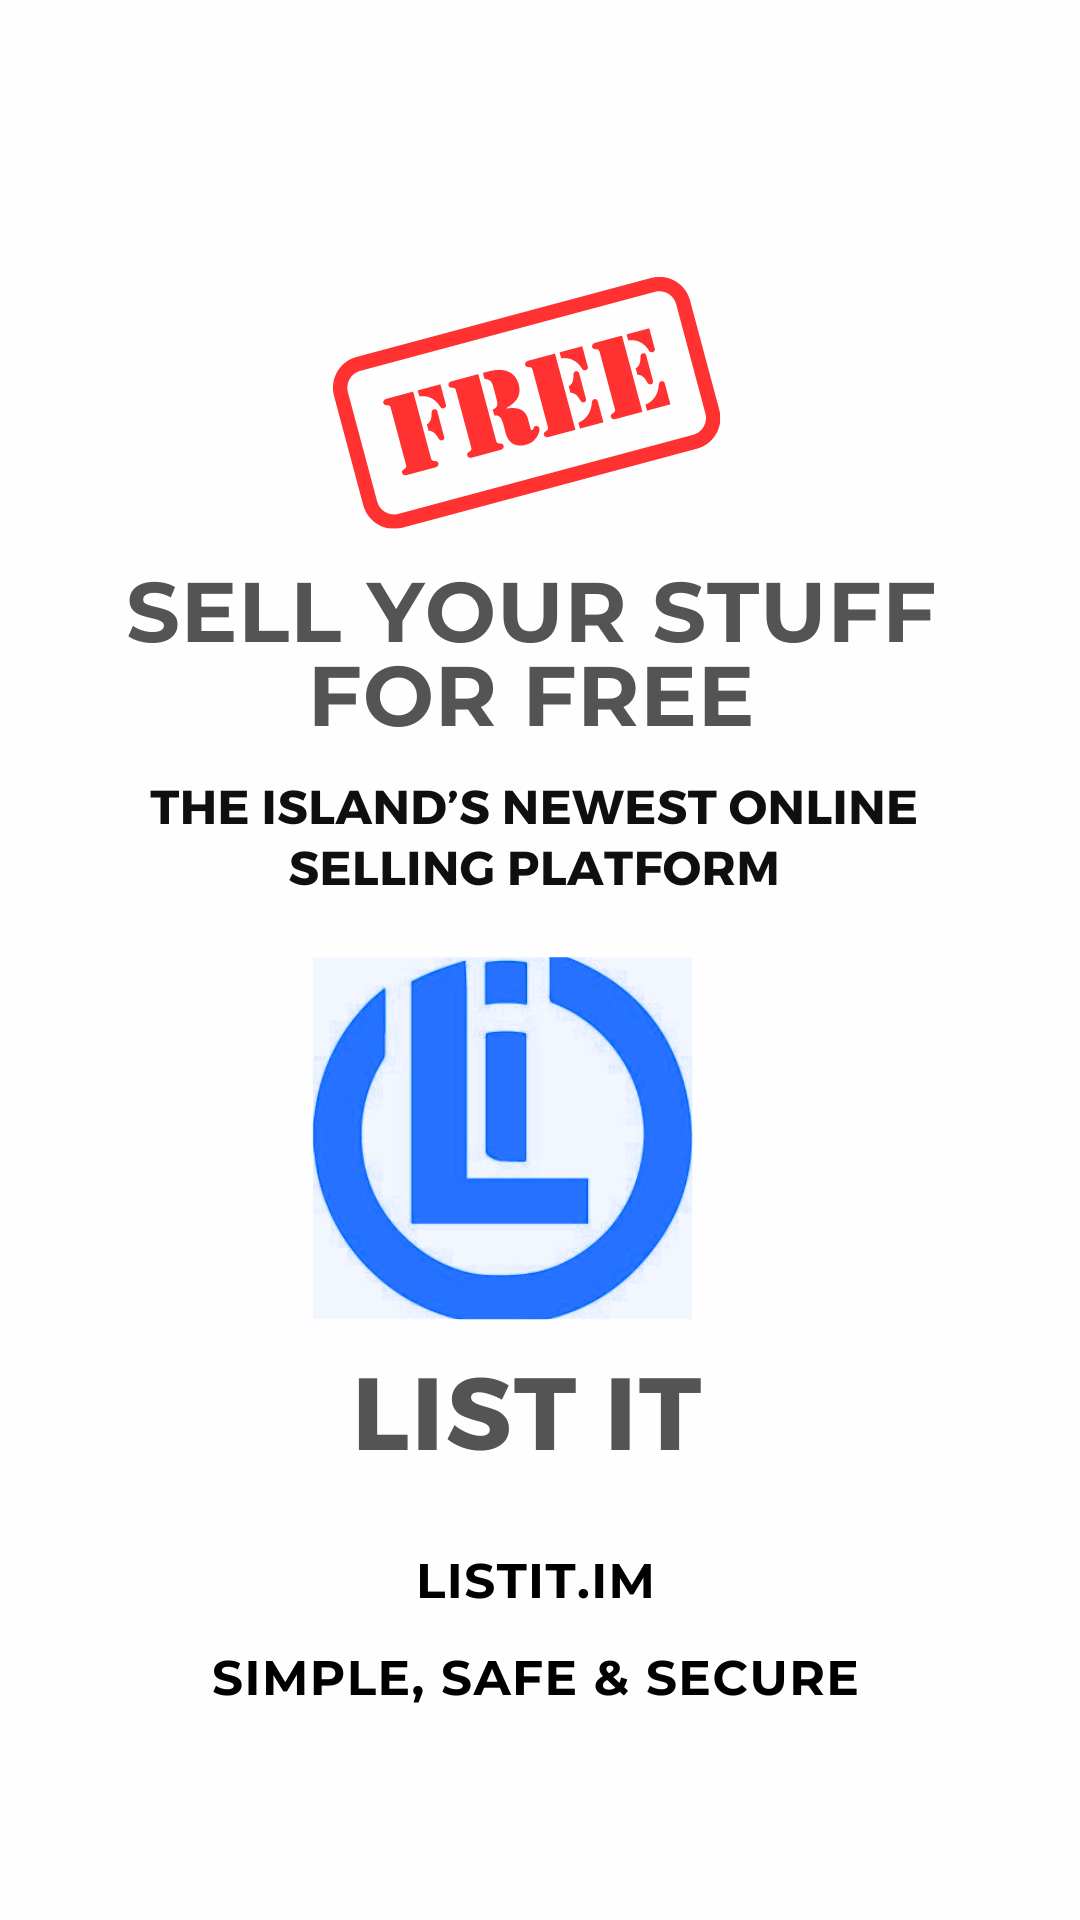 FREE
SELL YOUR STUFF
FOR FREE
THE ISLAND’S NEWEST ONLINE
SELLING PLATFORM
Li
LIST IT
LISTIT.IM
SIMPLE, SAFE & SECURE